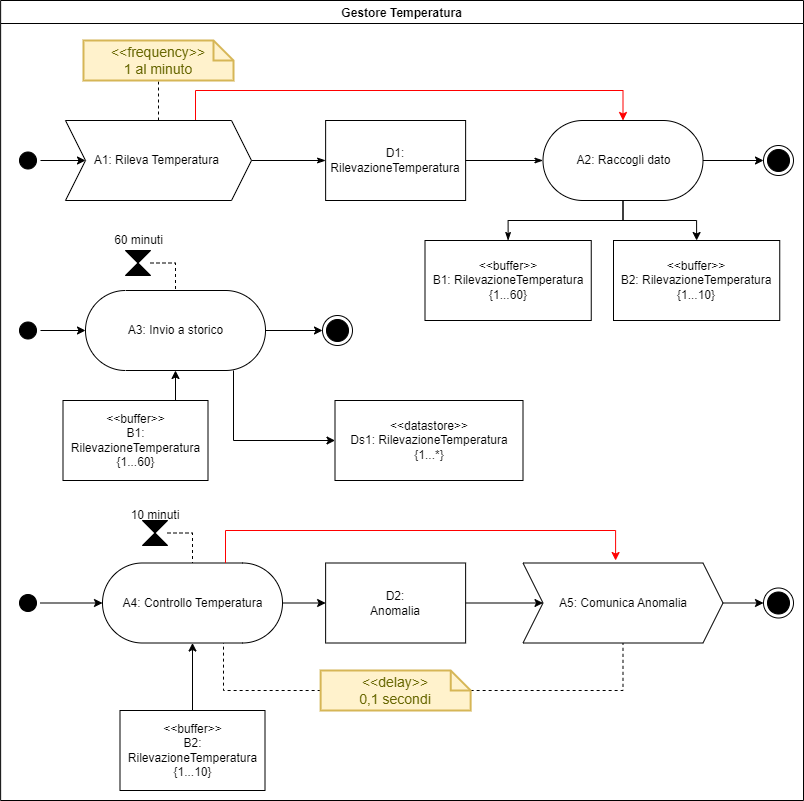 Gestore Temperatura
<<frequency>>
1 al minuto
A1: Rileva Temperatura
D1:
RilevazioneTemperatura
A2: Raccogli dato
<<buffer>>
B1: RilevazioneTemperatura
{1...60}
<<buffer>>
B2: RilevazioneTemperatura
{1...10}
60 minuti
A3: Invio a storico
<<buffer>>
B1:
RilevazioneTemperatura
{1...60}
<<datastore>>
Ds1: RilevazioneTemperatura
{1...*}
10 minuti
A4: Controllo Temperatura
D2:
Anomalia
A5: Comunica Anomalia
<<delay>>
0,1 secondi
<<buffer>>
B2:
RilevazioneTemperatura
{1...10}